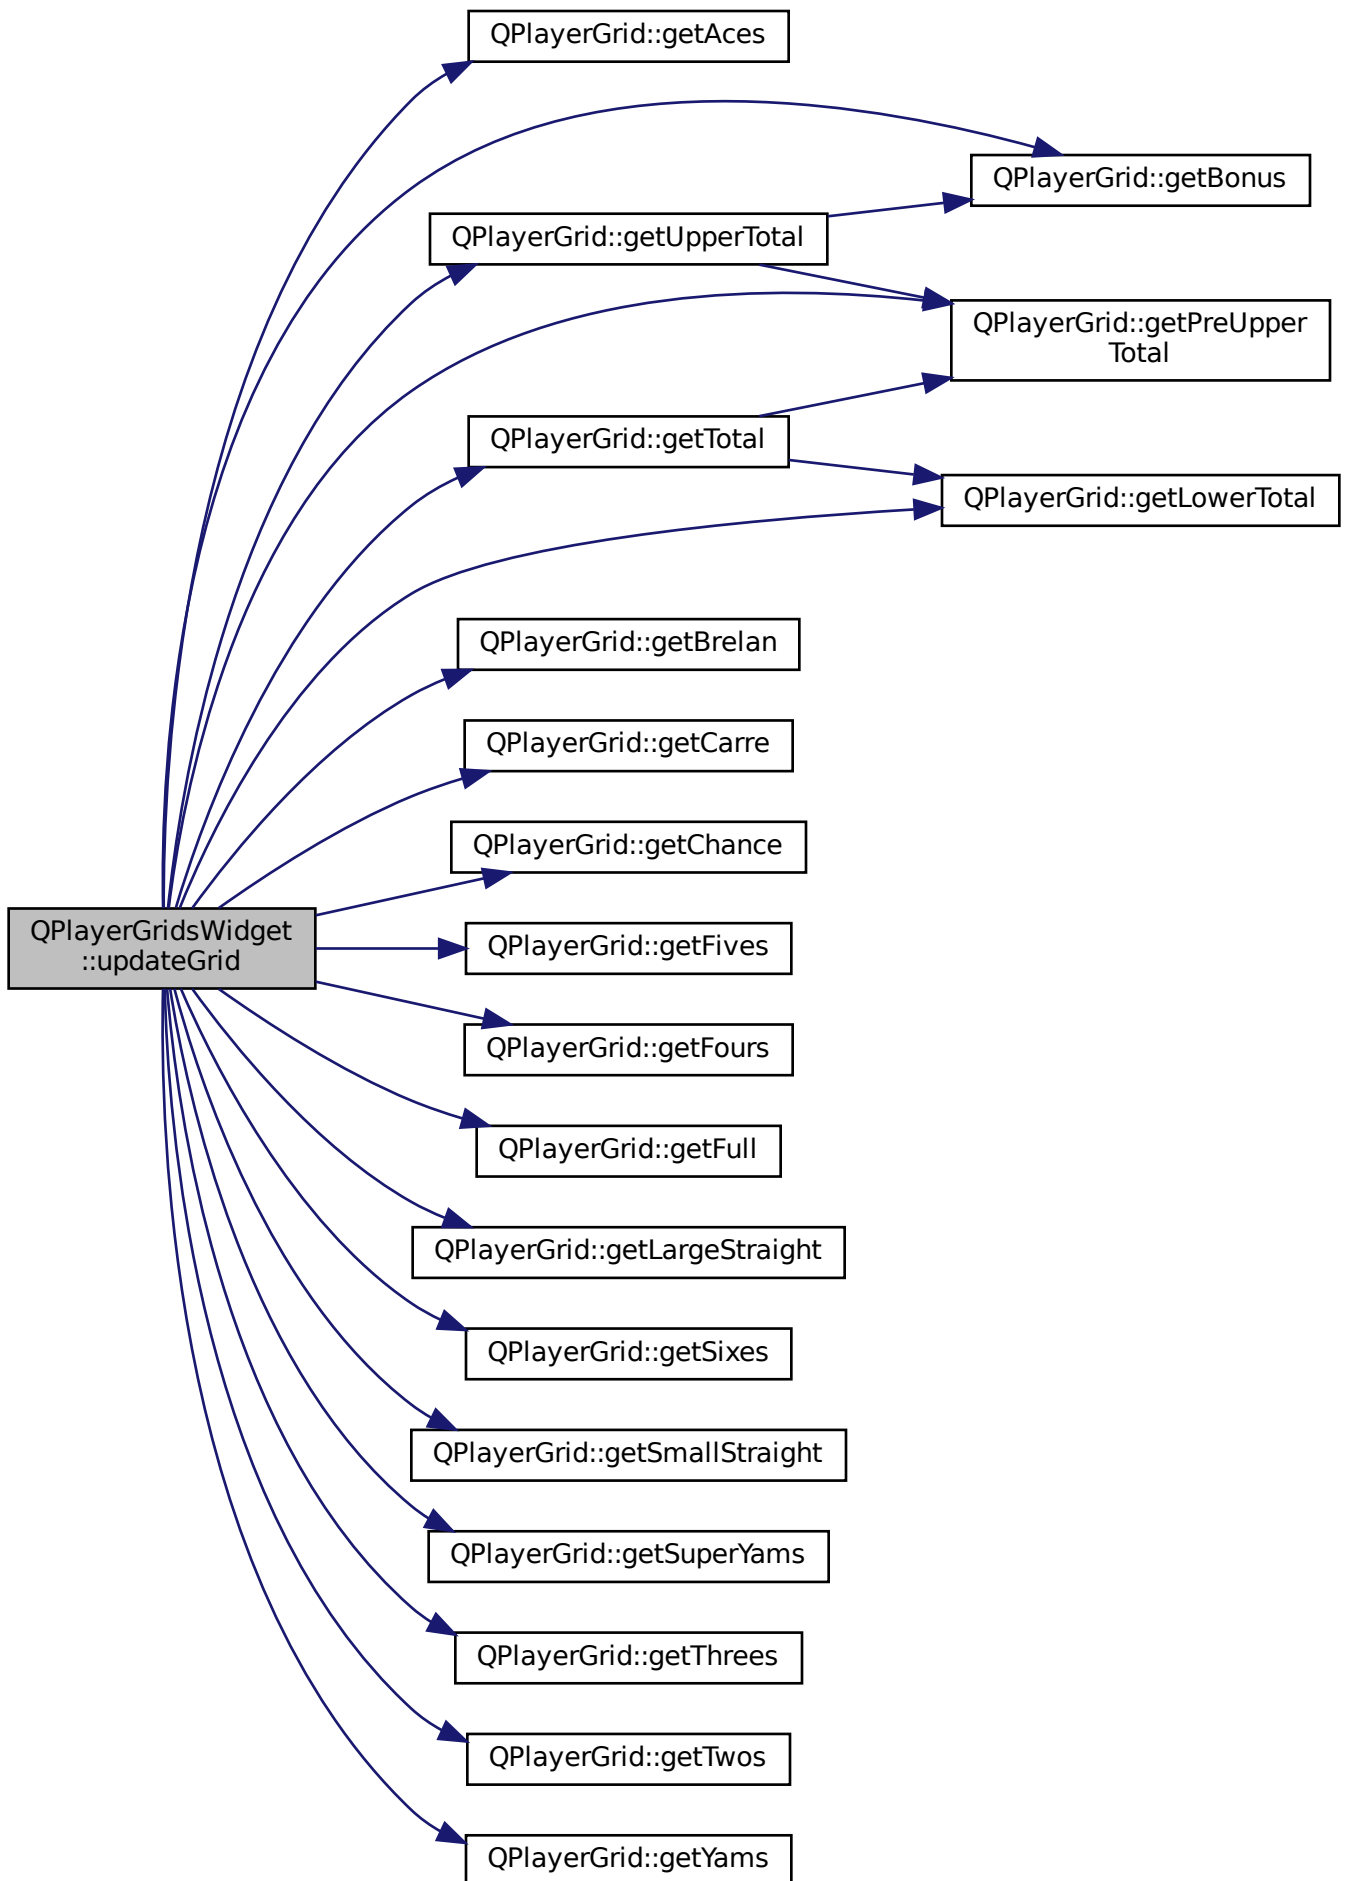 QPlayerGrid::getAces
QPlayerGrid::getBonus
QPlayerGrid::getUpperTotal
QPlayerGrid::getPreUpper
Total
QPlayerGrid::getTotal
QPlayerGrid::getLowerTotal
QPlayerGrid::getBrelan
QPlayerGrid::getCarre
QPlayerGrid::getChance
QPlayerGridsWidget
::updateGrid
QPlayerGrid::getFives
QPlayerGrid::getFours
QPlayerGrid::getFull
QPlayerGrid::getLargeStraight
QPlayerGrid::getSixes
QPlayerGrid::getSmallStraight
QPlayerGrid::getSuperYams
QPlayerGrid::getThrees
QPlayerGrid::getTwos
QPlayerGrid::getYams